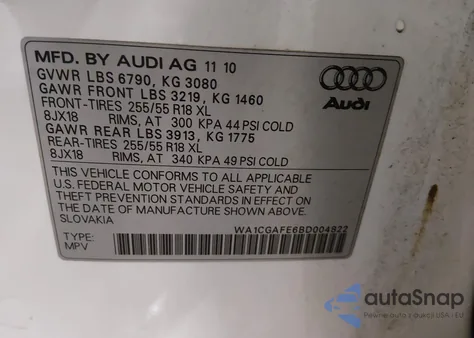 MFD. BY AUDI AG 11 10
GVWR LBS 6790, KG 3080
GAWR FRONT LBS 3219, KG 1460
FRONT-TIRES 255/55 R18 XL
8JX18 RIMS, AT 300 KPA 44 PSI COLD
GAWR REAR LBS 3913, KG 1775
REAR-TIRES 255/55 R18 XL
8JX18 RIMS, AT 340 KPA 49 PSI COLD
Audi
THIS VEHICLE CONFORMS TO ALL APPLICABLE
U.S. FEDERAL MOTOR VEHICLE SAFETY AND
THEFT PREVENTION STANDARDS IN EFFECT ON
THE DATE OF MANUFACTURE SHOWN ABOVE.
SLOVAKIA
WA1CGAFE6BD004822
TYPE:
MPV
autoSnap